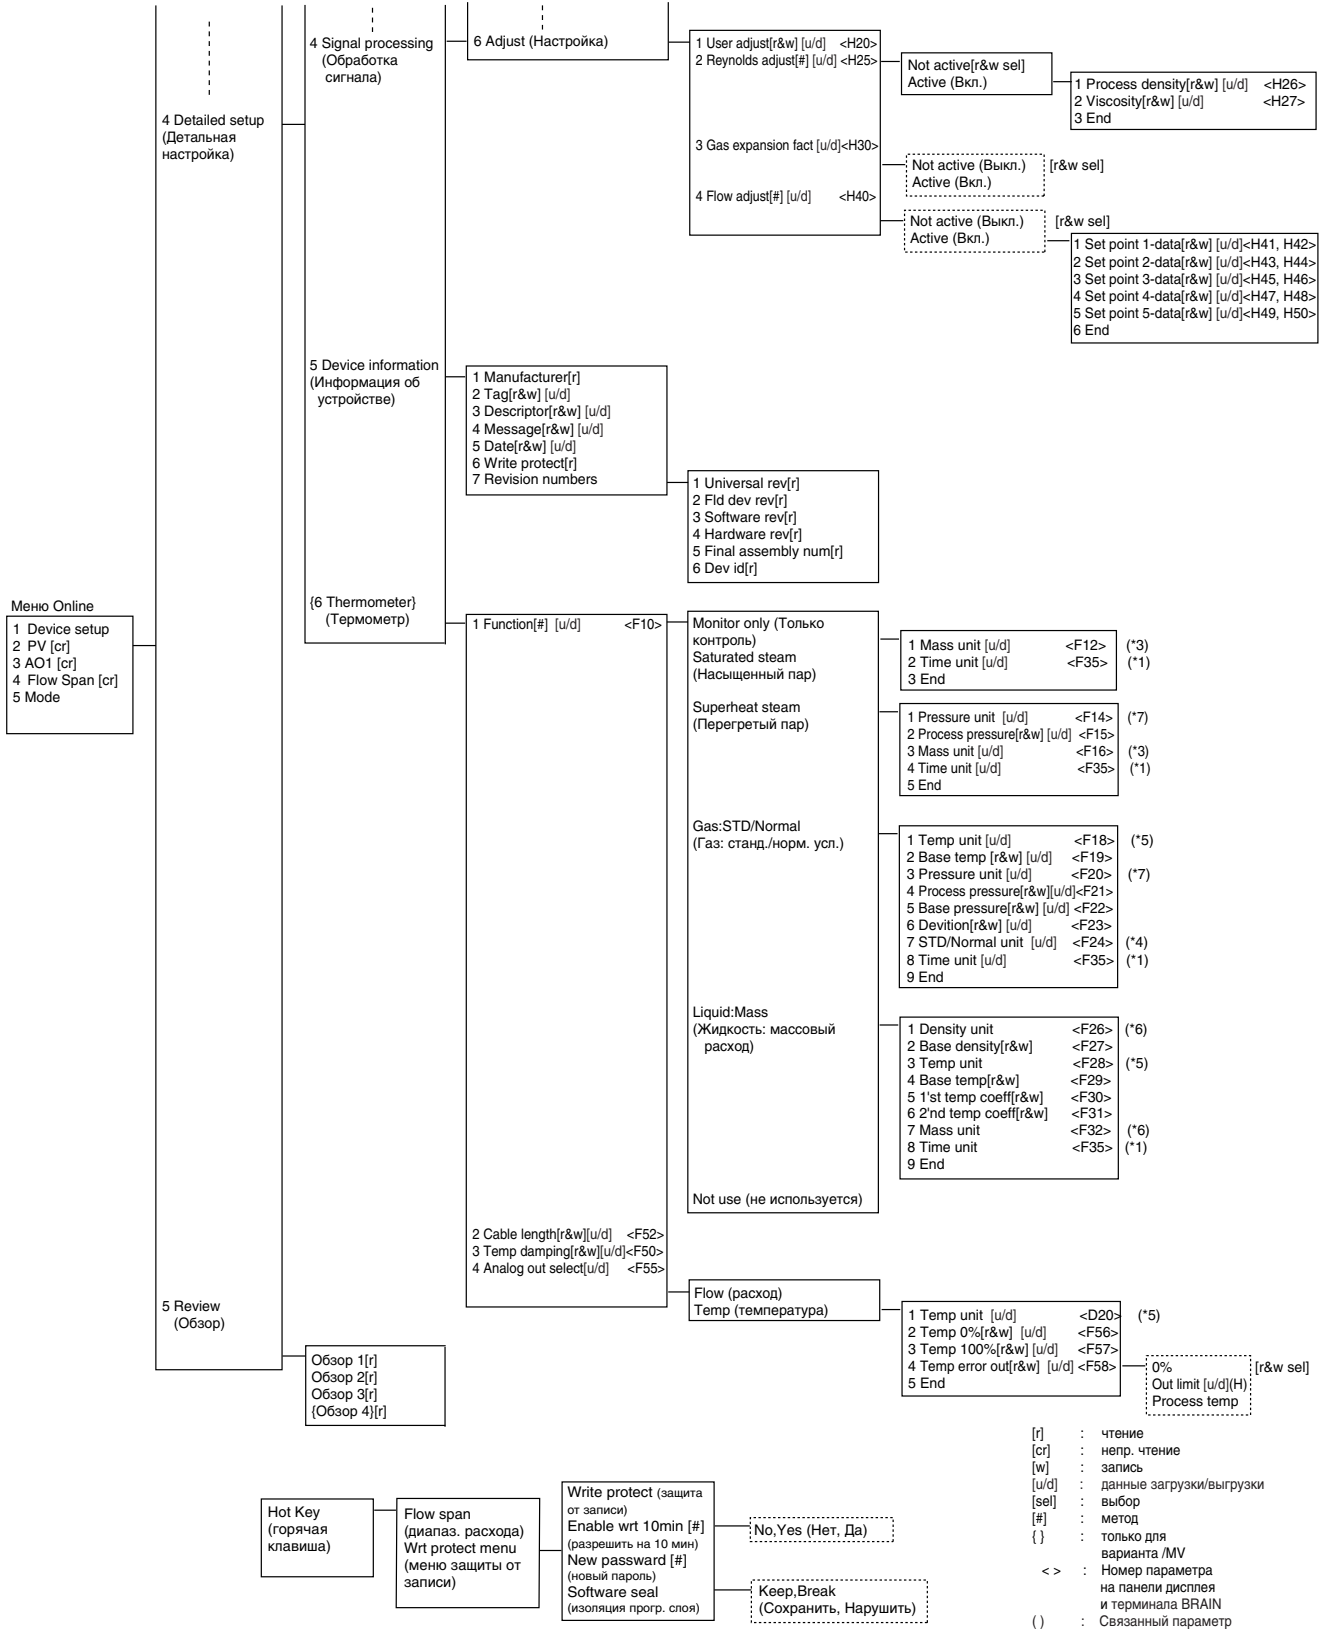 4 Signal processing
(Обработка
сигнала)
6 Adjust (Настройка)
1 User adjust[r&w] [u/d] <H20>
2 Reynolds adjust[#] [u/d] <H25>
3 Gas expansion fact [u/d]<H30>
4 Flow adjust[#] [u/d] <H40>
Not active[r&w sel]
Active (Вкл.)
1 Process density[r&w] [u/d] <H26>
2 Viscosity[r&w] [u/d] <H27>
3 End
Not active (Выкл.) [r&w sel]
Active (Вкл.)
Not active (Выкл.) [r&w sel]
Active (Вкл.)
1 Set point 1-data[r&w] [u/d]<H41, H42>
2 Set point 2-data[r&w] [u/d]<H43, H44>
3 Set point 3-data[r&w] [u/d]<H45, H46>
4 Set point 4-data[r&w] [u/d]<H47, H48>
5 Set point 5-data[r&w] [u/d]<H49, H50>
6 End
4 Detailed setup
(Детальная
настройка)
5 Device information
(Информация об
устройстве)
1 Manufacturer[r]
2 Tag[r&w] [u/d]
3 Descriptor[r&w] [u/d]
4 Message[r&w] [u/d]
5 Date[r&w] [u/d]
6 Write protect[r]
7 Revision numbers
1 Universal rev[r]
2 Fld dev rev[r]
3 Software rev[r]
4 Hardware rev[r]
5 Final assembly num[r]
6 Dev id[r]
Меню Online
1 Device setup
2 PV [cr]
3 AO1 [cr]
4 Flow Span [cr]
5 Mode
{6 Thermometer}
(Термометр)
1 Function[#] [u/d] <F10>
Monitor only (Только
контроль)
Saturated steam
(Насыщенный пар)
Superheat steam
(Перегретый пар)
Gas:STD/Normal
(Газ: станд./норм. усл.)
Liquid:Mass
(Жидкость: массовый
расход)
Not use (не используется)
1 Mass unit [u/d] <F12> (*3)
2 Time unit [u/d] <F35> (*1)
3 End
1 Pressure unit [u/d] <F14> (*7)
2 Process pressure[r&w] [u/d] <F15>
3 Mass unit [u/d] <F16> (*3)
4 Time unit [u/d] <F35> (*1)
5 End
1 Temp unit [u/d] <F18> (*5)
2 Base temp [r&w] [u/d] <F19>
3 Pressure unit [u/d] <F20> (*7)
4 Process pressure[r&w][u/d]<F21>
5 Base pressure[r&w] [u/d] <F22>
6 Devition[r&w] [u/d] <F23>
7 STD/Normal unit [u/d] <F24> (*4)
8 Time unit [u/d] <F35> (*1)
9 End
1 Density unit <F26> (*6)
2 Base density[r&w] <F27>
3 Temp unit <F28> (*5)
4 Base temp[r&w] <F29>
5 1'st temp coeff[r&w] <F30>
6 2'nd temp coeff[r&w] <F31>
7 Mass unit <F32> (*6)
8 Time unit <F35> (*1)
9 End
2 Cable length[r&w][u/d] <F52>
3 Temp damping[r&w][u/d]<F50>
4 Analog out select[u/d] <F55>
Flow (расход)
Temp (температура)
1 Temp unit [u/d] <D20> (*5)
2 Temp 0%[r&w] [u/d] <F56>
3 Temp 100%[r&w] [u/d] <F57>
4 Temp error out[r&w] [u/d] <F58>
5 End
0% [r&w sel]
Out limit [u/d](H)
Process temp
5 Review
(Обзор)
Обзор 1[r]
Обзор 2[r]
Обзор 3[r]
{Обзор 4}[r]
Hot Key
(горячая
клавиша)
Flow span
(диапаз. расхода)
Wrt protect menu
(меню защиты от
записи)
Write protect (защита
от записи)
Enable wrt 10min [#]
(разрешить на 10 мин)
New passward [#]
(новый пароль)
Software seal
(изоляция прогр. слоя)
No,Yes (Нет, Да)
Keep,Break
(Сохранить, Нарушить)
[r] : чтение
[cr] : непр. чтение
[w] : запись
[u/d] : данные загрузки/выгрузки
[sel] : выбор
[#] : метод
{ } : только для
варианта /MV
< > : Номер параметра
на панели дисплея
и терминала BRAIN
( ) : Связанный параметр